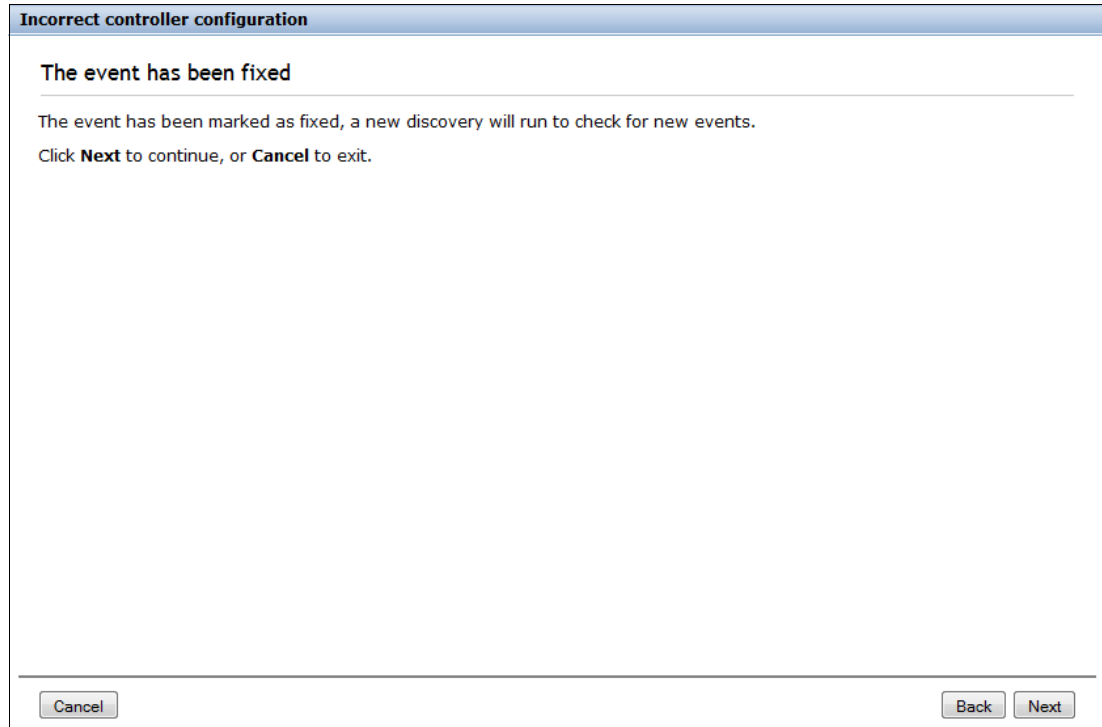 Incorrect controller configuration
The event has been fixed
The event has been marked as fixed, a new discovery will run to check for new events.
Click Next to continue, or Cancel to exit.
Cancel
Back
Next